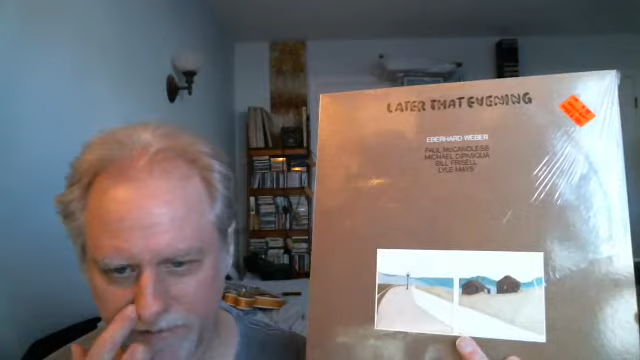 LATER THAT EVENING
EBERHARD WEBER
PAUL McCANDLESS
MICHAEL DiPASQUA
BILL FRISELL
LYLE MAYS